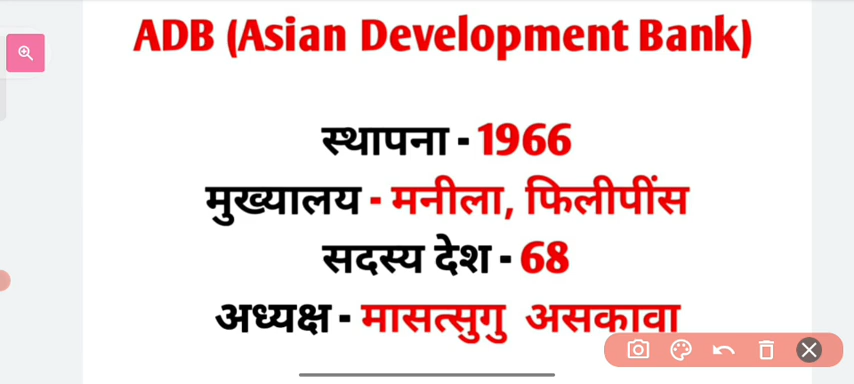 ADB (Asian Development Bank)
स्थापना - 1966
मुख्यालय - मनीला, फिलीपींस
सदस्य देश - 68
अध्यक्ष - मासत्सुगु असकावा